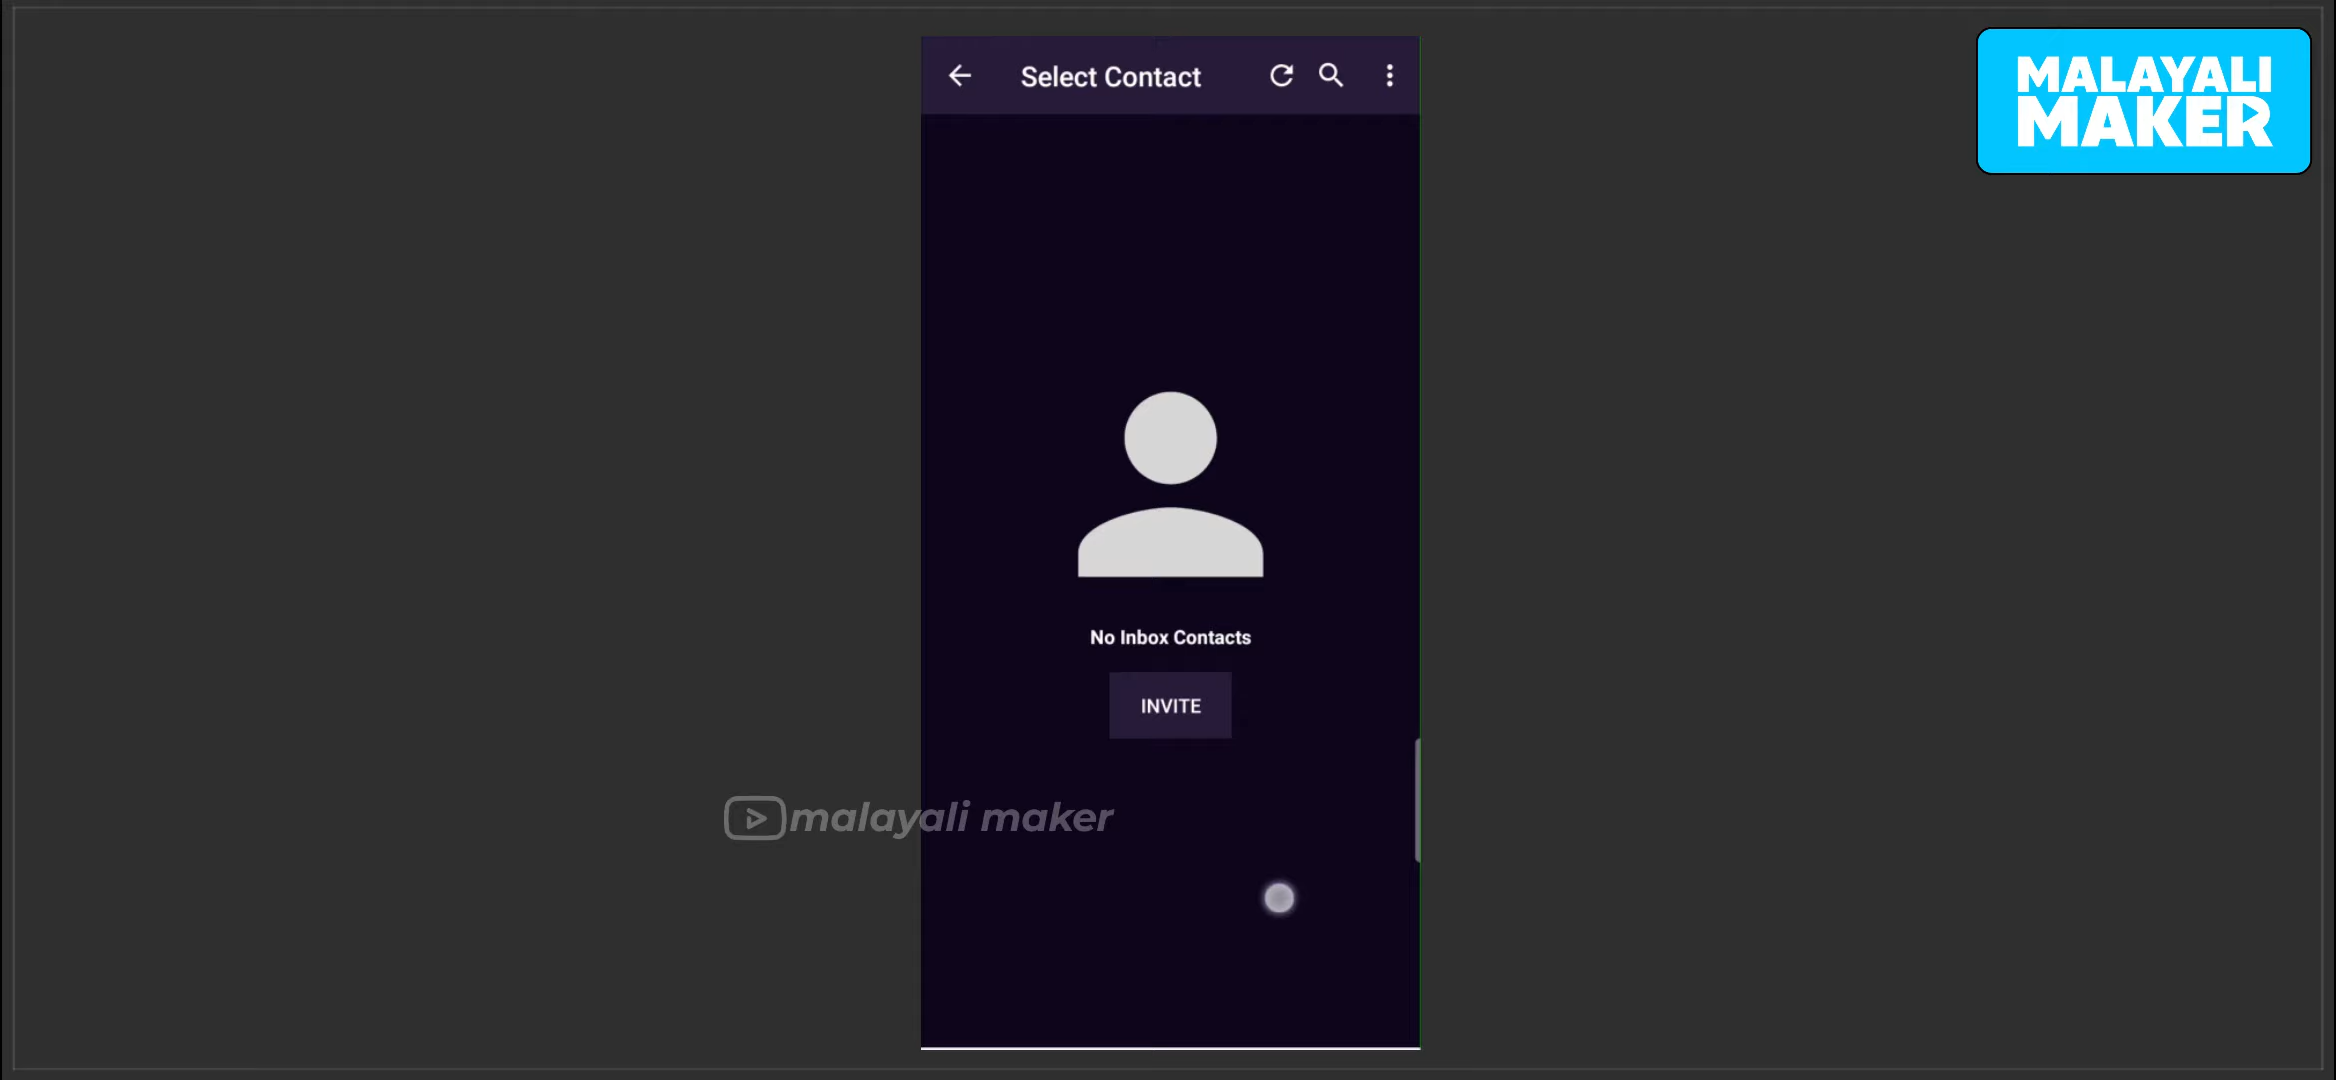 Select Contact
MALAYALI
MAKER
No Inbox Contacts
INVITE
malayali maker